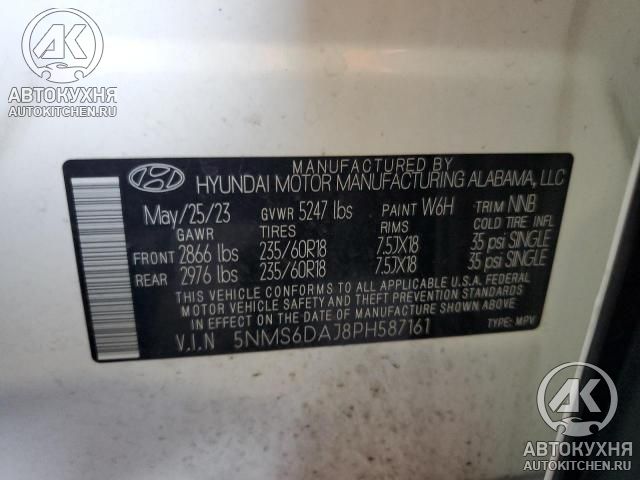 AK
АВТОКУХНЯ
AUTOKITCHEN.RU
MANUFACTURED BY
HYUNDAI MOTOR MANUFACTURING ALABAMA, LLC
May/25/23 GVWR 5247 lbs PAINT W6H TRIM NNB
GAWR TIRES RIMS COLD TIRE INFL
FRONT 2866 lbs 235/60R18 7.5JX18 35 psi SINGLE
REAR 2976 lbs 235/60R18 7.5JX18 35 psi SINGLE
THIS VEHICLE CONFORMS TO ALL APPLICABLE U.S.A. FEDERAL
MOTOR VEHICLE SAFETY, BUMPER, AND THEFT PREVENTION
STANDARDS IN EFFECT ON THE DATE OF MANUFACTURE SHOWN ABOVE.
V.I.N 5NMS6DAJ8PH587161 TYPE: MPV
AK
АВТОКУХНЯ
AUTOKITCHEN.RU